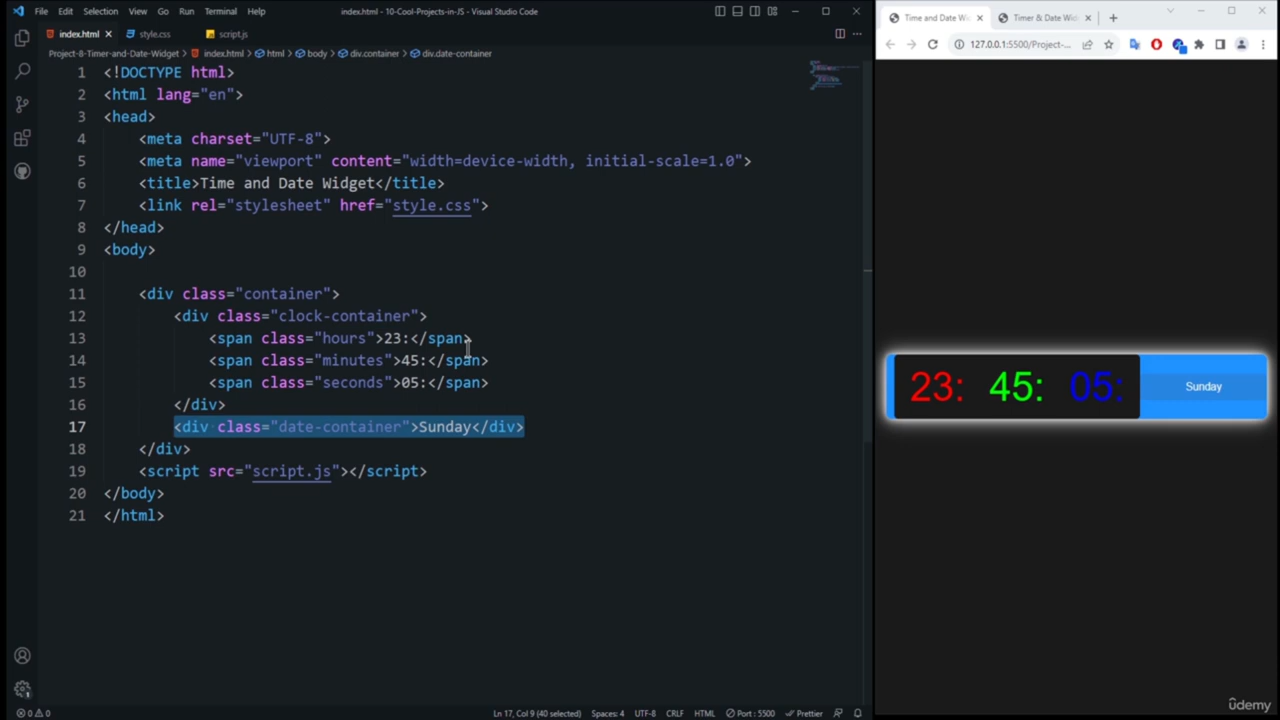 File Edit Selection View Go Run Terminal Help
index.html - 10-Cool-Projects-in-JS - Visual Studio Code
index.html
style.css
script.js
Project-8-Timer-and-Date-Widget > index.html > html > body > div.container > div.date-container
1 <!DOCTYPE html>
2 <html lang="en">
3 <head>
4 <meta charset="UTF-8">
5 <meta name="viewport" content="width=device-width, initial-scale=1.0">
6 <title>Time and Date Widget</title>
7 <link rel="stylesheet" href="style.css">
8 </head>
9 <body>
10
11 <div class="container">
12 <div class="clock-container">
13 <span class="hours">23:</span>
14 <span class="minutes">45:</span>
15 <span class="seconds">05:</span>
16 </div>
17 <div class="date-container">Sunday</div>
18 </div>
19 <script src="script.js"></script>
20 </body>
21 </html>
0 0
Ln 17, Col 9 (40 selected) Spaces: 4 UTF-8 CRLF HTML Port : 5500 Prettier
Time and Date Wi
Timer & Date Wid
127.0.0.1:5500/Project-...
23: 45: 05:
Sunday
ûdemy